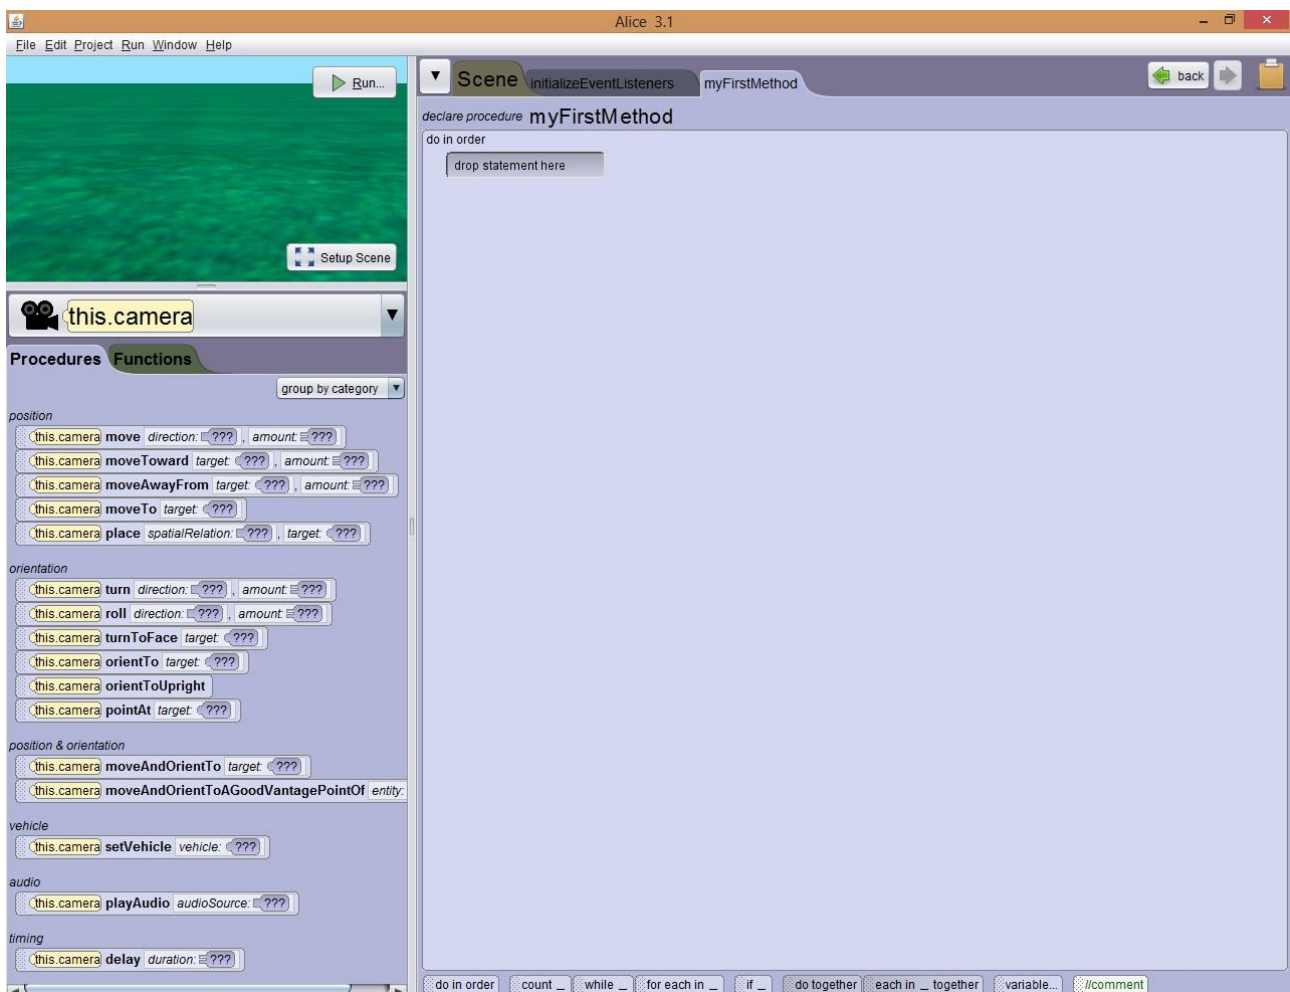 Alice 3.1
File Edit Project Run Window Help
Run...
Setup Scene
this.camera
Procedures Functions
group by category
position
this.camera move direction: ??? , amount: ???
this.camera moveToward target: ??? , amount: ???
this.camera moveAwayFrom target: ??? , amount: ???
this.camera moveTo target: ???
this.camera place spatialRelation: ??? , target: ???
orientation
this.camera turn direction: ??? , amount: ???
this.camera roll direction: ??? , amount: ???
this.camera turnToFace target: ???
this.camera orientTo target: ???
this.camera orientToUpright
this.camera pointAt target: ???
position & orientation
this.camera moveAndOrientTo target: ???
this.camera moveAndOrientToAGoodVantagePointOf entity:
vehicle
this.camera setVehicle vehicle: ???
audio
this.camera playAudio audioSource: ???
timing
this.camera delay duration: ???
Scene initializeEventListeners myFirstMethod
back
declare procedure myFirstMethod
do in order
drop statement here
do in order count _ while _ for each in _ if _ do together each in _ together variable... //comment